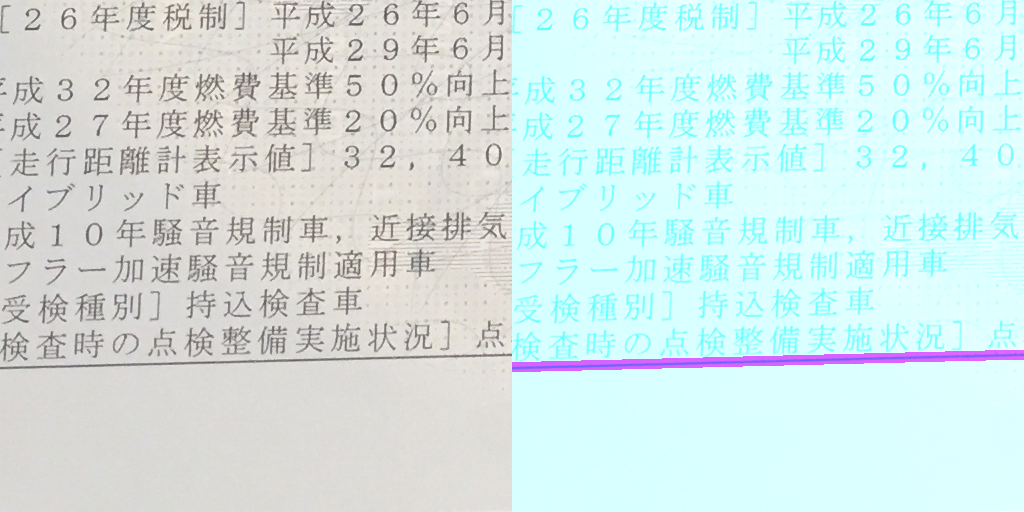 [２６年度税制] 平成２６年６月
平成２９年６月
平成３２年度燃費基準５０％向上
平成２７年度燃費基準２０％向上
[走行距離計表示値] ３２，４０
イブリッド車
成１０年騒音規制車，近接排気
フラー加速騒音規制適用車
受検種別] 持込検査車
検査時の点検整備実施状況] 点
[２６年度税制] 平成２６年６月
平成２９年６月
平成３２年度燃費基準５０％向上
平成２７年度燃費基準２０％向上
走行距離計表示値] ３２，４０
イブリッド車
成１０年騒音規制車，近接排気
フラー加速騒音規制適用車
受検種別] 持込検査車
検査時の点検整備実施状況] 点